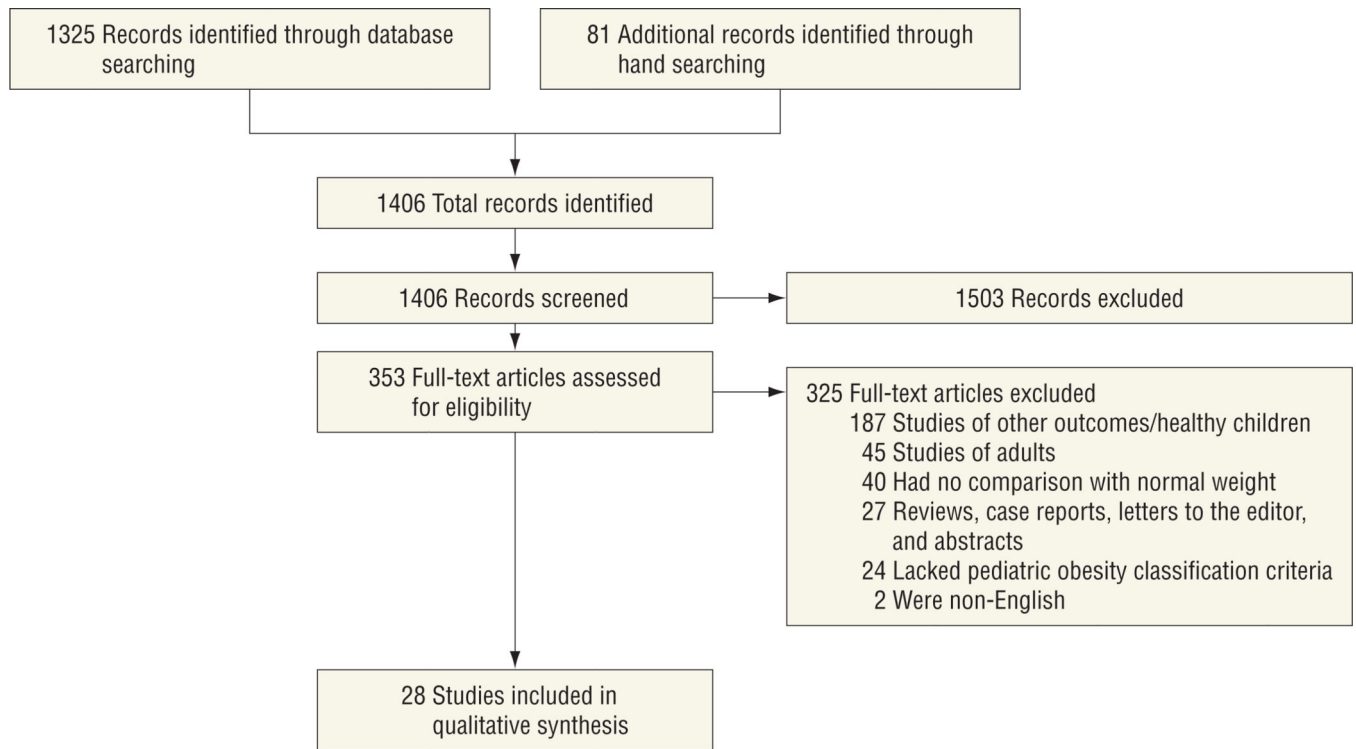 1325 Records identified through database
searching
81 Additional records identified through
hand searching
1406 Total records identified
1406 Records screened
1503 Records excluded
353 Full-text articles assessed
for eligibility
325 Full-text articles excluded
187 Studies of other outcomes/healthy children
45 Studies of adults
40 Had no comparison with normal weight
27 Reviews, case reports, letters to the editor,
and abstracts
24 Lacked pediatric obesity classification criteria
2 Were non-English
28 Studies included in
qualitative synthesis